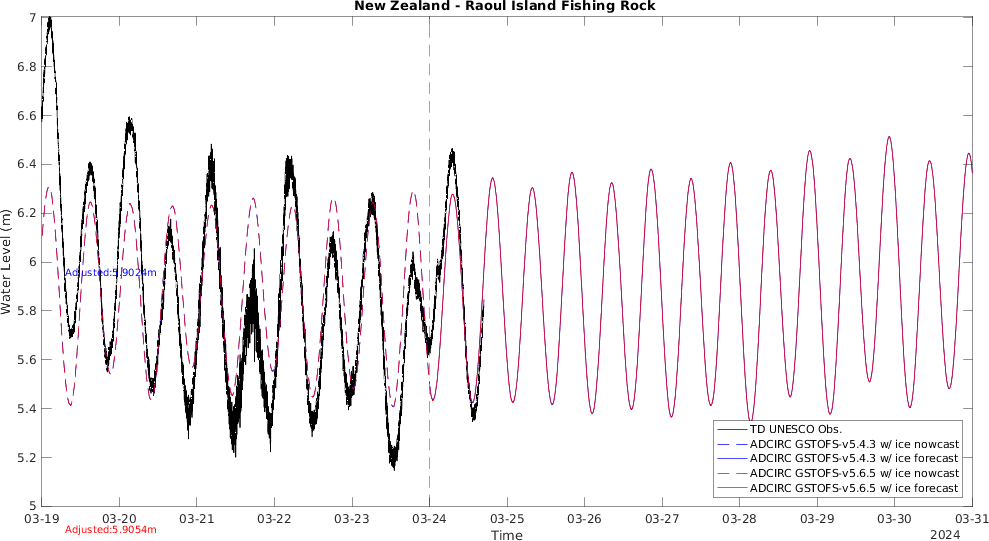 New Zealand - Raoul Island Fishing Rock
Water Level (m)
7
6.8
6.6
6.4
6.2
6
5.8
5.6
5.4
5.2
5
Adjusted:5.9024m
Adjusted:5.9054m
TD UNESCO Obs.
ADCIRC GSTOFS-v5.4.3 w/ ice nowcast
ADCIRC GSTOFS-v5.4.3 w/ ice forecast
ADCIRC GSTOFS-v5.6.5 w/ ice nowcast
ADCIRC GSTOFS-v5.6.5 w/ ice forecast
03-19 03-20 03-21 03-22 03-23 03-24 03-25 03-26 03-27 03-28 03-29 03-30 03-31
Time
2024